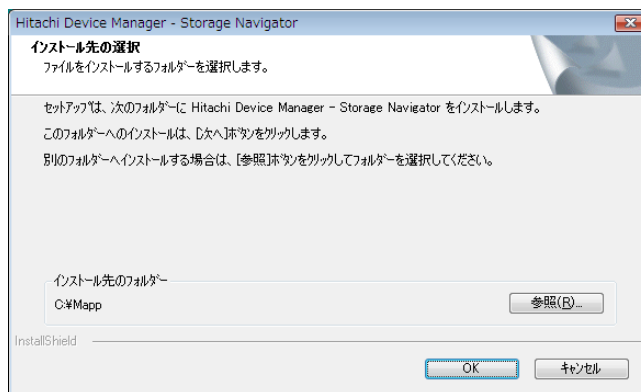 Hitachi Device Manager - Storage Navigator
インストール先の選択
ファイルをインストールするフォルダーを選択します。
セットアップは、次のフォルダーに Hitachi Device Manager - Storage Navigator をインストールします。
このフォルダーへのインストールは、[次へ]ボタンをクリックします。
別のフォルダーへインストールする場合は、[参照]ボタンをクリックしてフォルダーを選択してください。
インストール先のフォルダー
C:¥Mapp
参照(R)...
InstallShield
OK
キャンセル